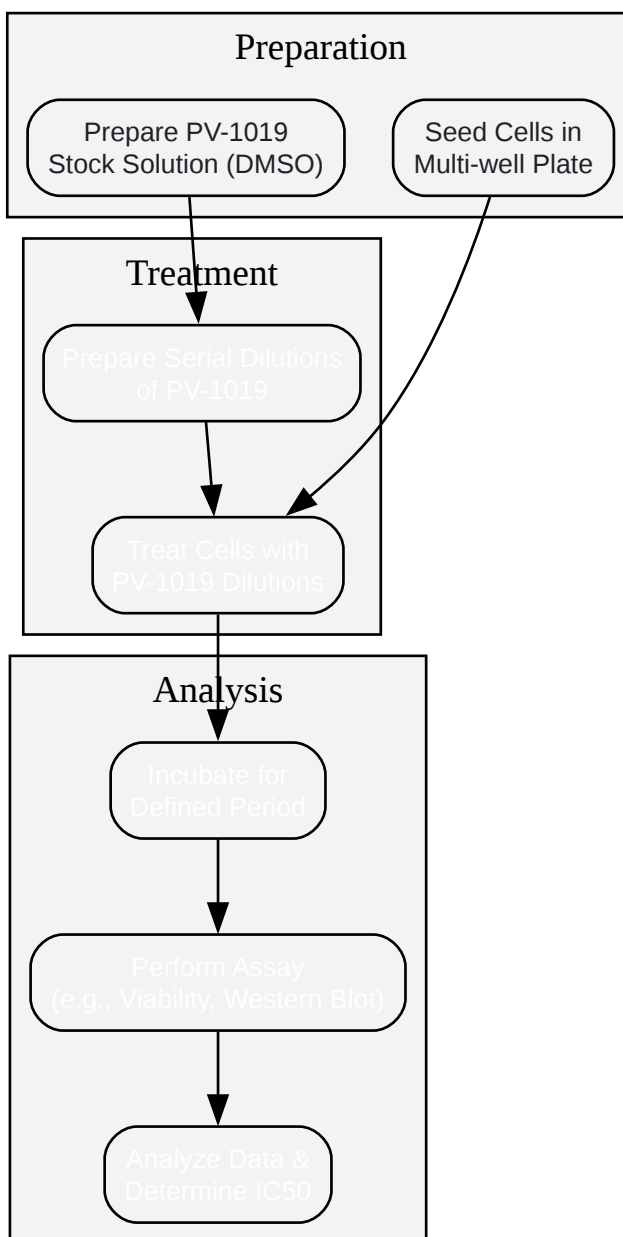 Preparation
Prepare PV-1019
Stock Solution (DMSO)
Seed Cells in
Multi-well Plate
Treatment
Prepare Serial Dilutions
of PV-1019
Treat Cells with
PV-1019 Dilutions
Analysis
Incubate for
Defined Period
Perform Assay
(e.g., Viability, Western Blot)
Analyze Data &
Determine IC50